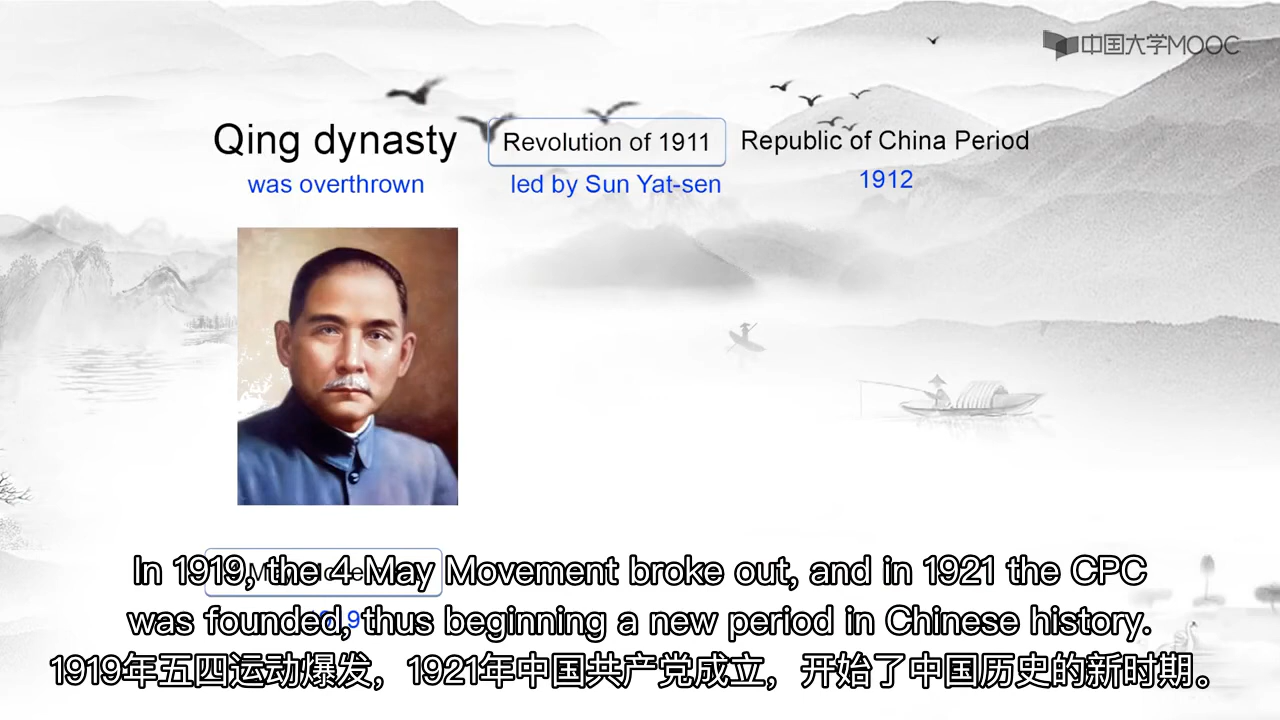 中国大学MOOC
Qing dynasty
Revolution of 1911
Republic of China Period
was overthrown
led by Sun Yat-sen
1912
In 1919, the 4 May Movement broke out, and in 1921 the CPC
was founded, thus beginning a new period in Chinese history.
1919年五四运动爆发，1921年中国共产党成立，开始了中国历史的新时期。